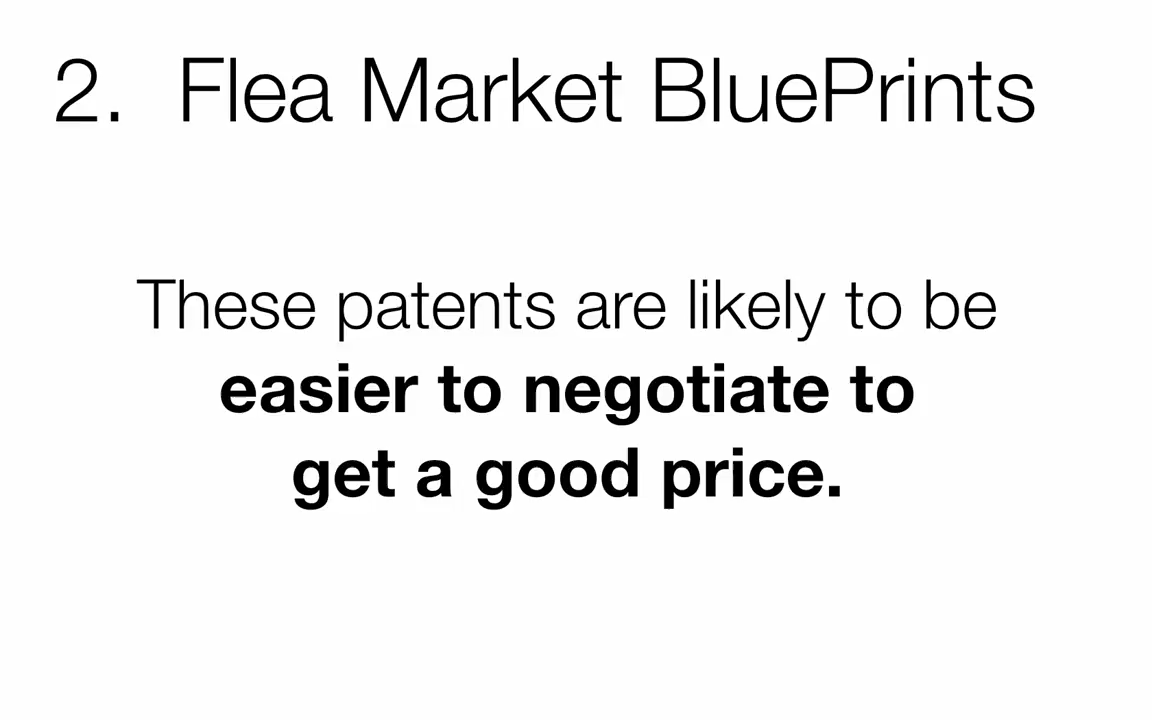 2. Flea Market BluePrints
These patents are likely to be
easier to negotiate to
get a good price.